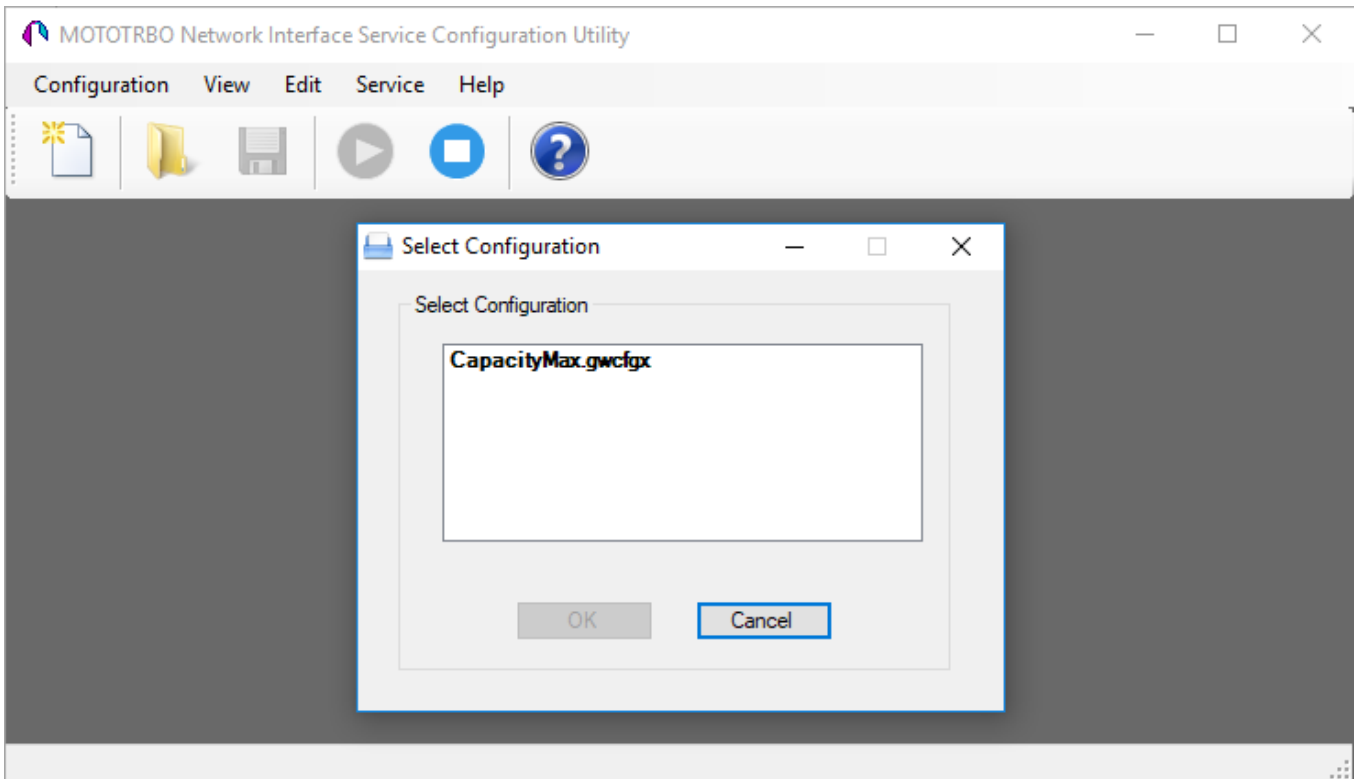 MOTOTRBO Network Interface Service Configuration Utility
Configuration View Edit Service Help
?
Select Configuration
Select Configuration
CapacityMax.gwcfgx
OK Cancel